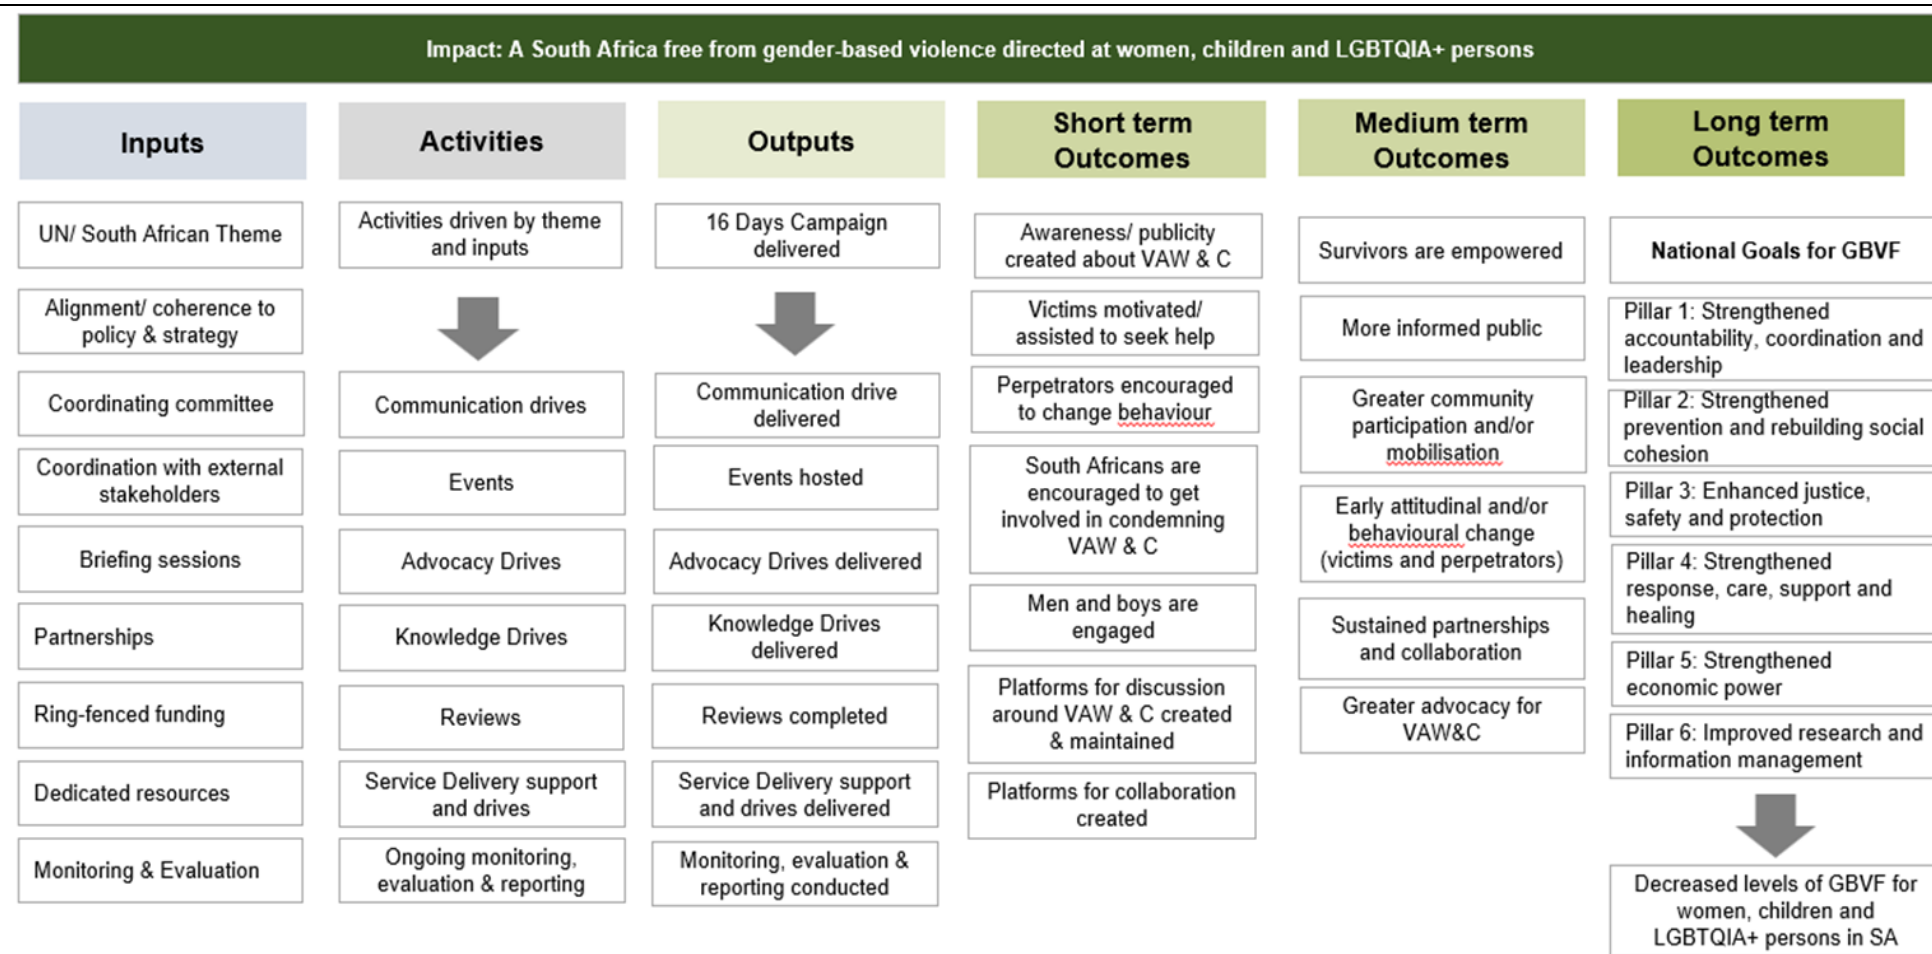 Impact: A South Africa free from gender-based violence directed at women, children and LGBTQIA+ persons
Inputs
UN/ South African Theme
Alignment/ coherence to
policy & strategy
Coordinating committee
Coordination with external
stakeholders
Briefing sessions
Partnerships
Ring-fenced funding
Dedicated resources
Monitoring & Evaluation
Activities
Activities driven by theme
and inputs
Communication drives
Events
Advocacy Drives
Knowledge Drives
Reviews
Service Delivery support
and drives
Ongoing monitoring,
evaluation & reporting
Outputs
16 Days Campaign
delivered
Communication drive
delivered
Events hosted
Advocacy Drives delivered
Knowledge Drives
delivered
Reviews completed
Service Delivery support
and drives delivered
Monitoring, evaluation &
reporting conducted
Short term
Outcomes
Awareness/ publicity
created about VAW & C
Victims motivated/
assisted to seek help
Perpetrators encouraged
to change behaviour
South Africans are
encouraged to get
involved in condemning
VAW & C
Men and boys are
engaged
Platforms for discussion
around VAW & C created
& maintained
Platforms for collaboration
created
Medium term
Outcomes
Survivors are empowered
More informed public
Greater community
participation and/or
mobilisation
Early attitudinal and/or
behavioural change
(victims and perpetrators)
Sustained partnerships
and collaboration
Greater advocacy for
VAW&C
Long term
Outcomes
National Goals for GBVF
Pillar 1: Strengthened
accountability, coordination and
leadership
Pillar 2: Strengthened
prevention and rebuilding social
cohesion
Pillar 3: Enhanced justice,
safety and protection
Pillar 4: Strengthened
response, care, support and
healing
Pillar 5: Strengthened
economic power
Pillar 6: Improved research and
information management
Decreased levels of GBVF for
women, children and
LGBTQIA+ persons in SA